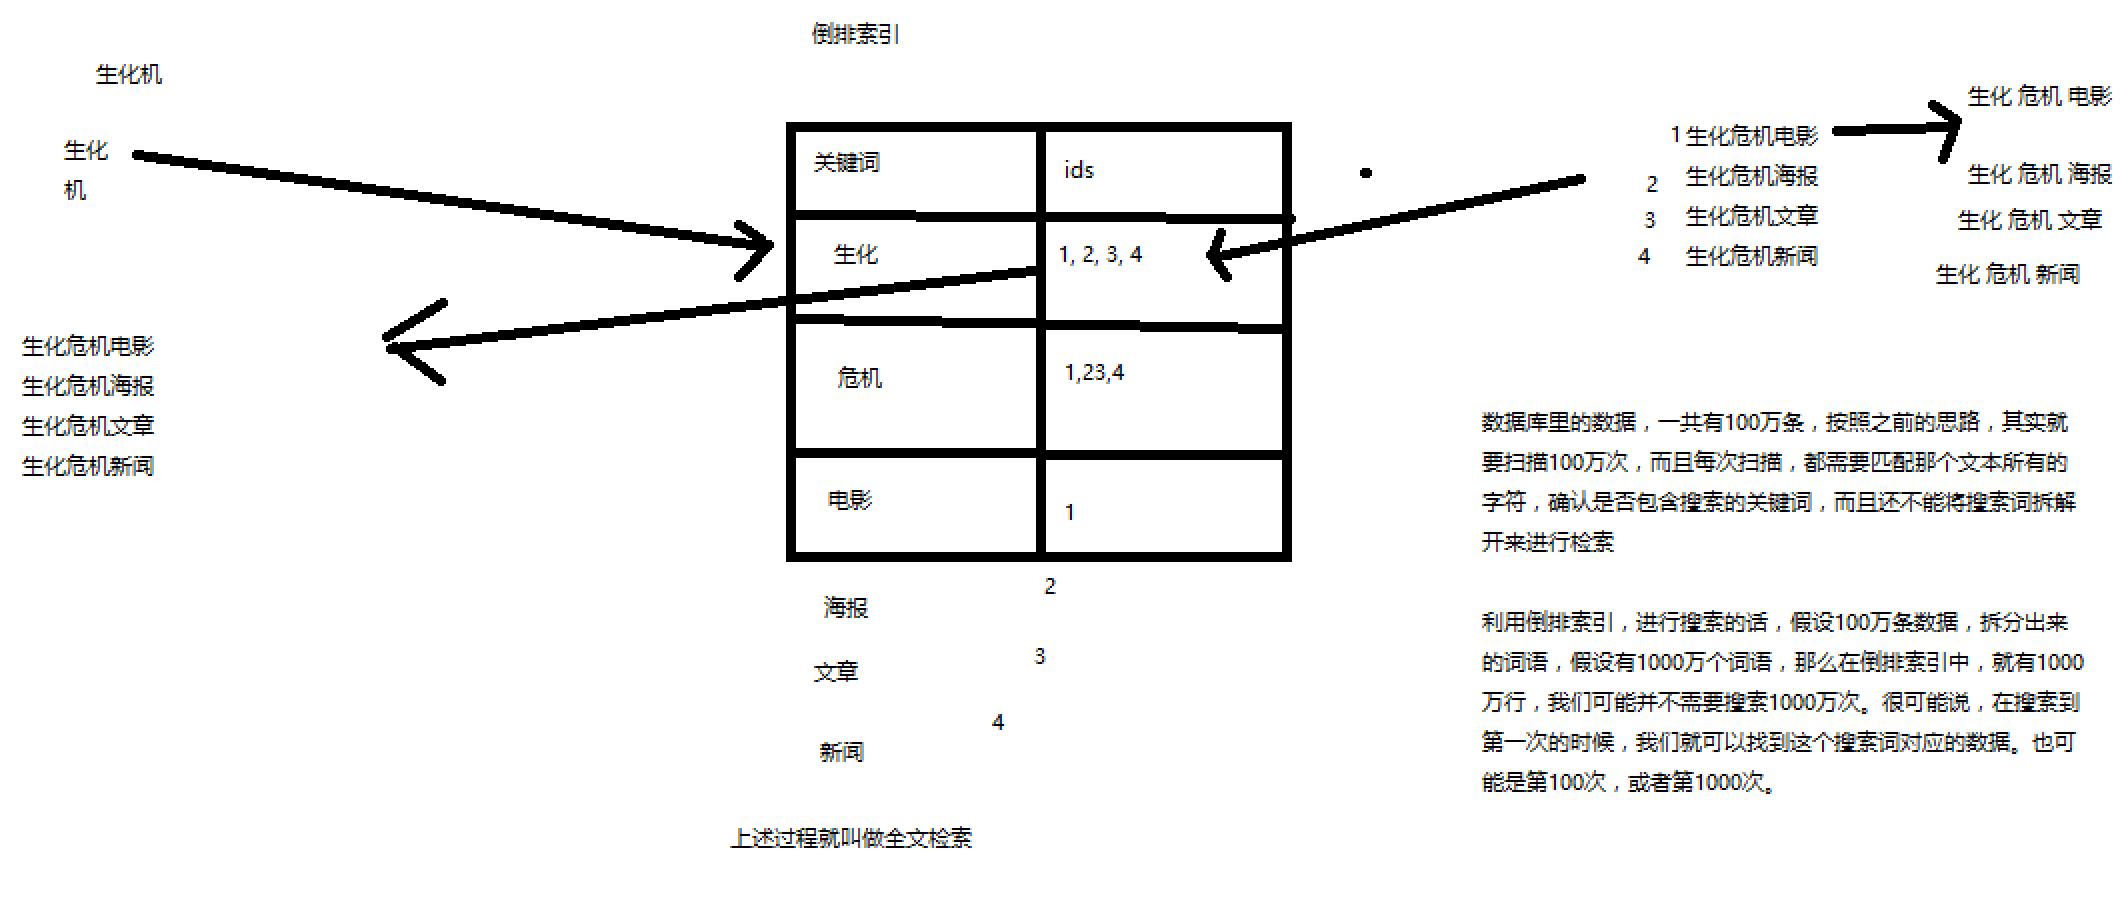 倒排索引
生化机
生化
机
生化危机电影
生化危机海报
生化危机文章
生化危机新闻
关键词 ids
生化 1, 2, 3, 4
危机 1,23,4
电影 1
海报 2
文章 3
新闻 4
上述过程就叫做全文检索
1 生化危机电影
2 生化危机海报
3 生化危机文章
4 生化危机新闻
生化 危机 电影
生化 危机 海报
生化 危机 文章
生化 危机 新闻
数据库里的数据，一共有100万条，按照之前的思路，其实就
要扫描100万次，而且每次扫描，都需要匹配那个文本所有的
字符，确认是否包含搜索的关键词，而且还不能将搜索词拆解
开来进行检索
利用倒排索引，进行搜索的话，假设100万条数据，拆分出来
的词语，假设有1000万个词语，那么在倒排索引中，就有1000
万行，我们可能并不需要搜索1000万次。很可能说，在搜索到
第一次的时候，我们就可以找到这个搜索词对应的数据。也可
能是第100次，或者第1000次。